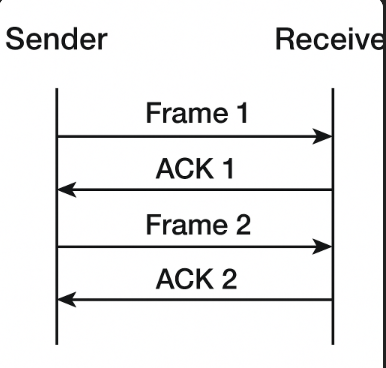 Sender Receive
Frame 1
ACK 1
Frame 2
ACK 2